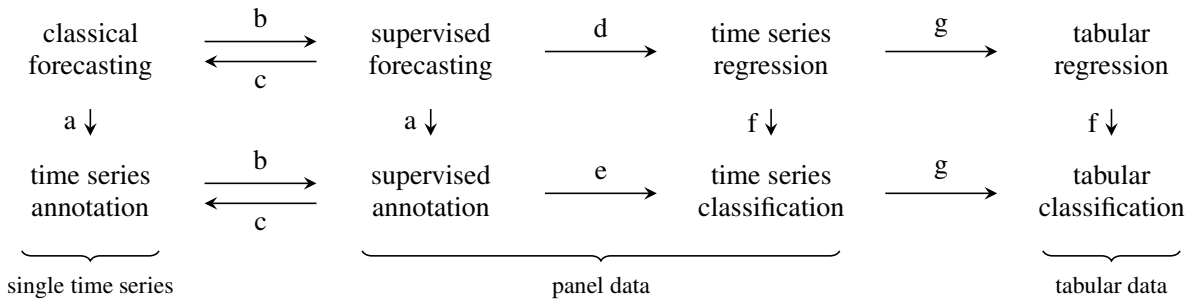 b b d g
classical supervised time series tabular
forecasting forecasting regression regression
c
a a f f
b e g
time series supervised time series tabular
annotation annotation classification classification
c
single time series panel data tabular data